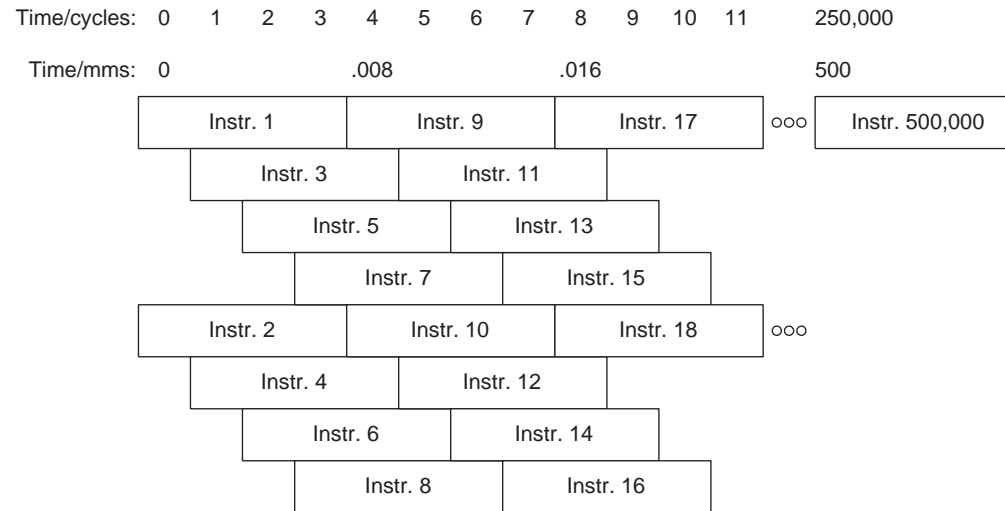 Time/cycles: 0 1 2 3 4 5 6 7 8 9 10 11 250,000
Time/mms: 0 .008 .016 500
Instr. 1 Instr. 9 Instr. 17 Instr. 500,000
Instr. 3 Instr. 11
Instr. 5 Instr. 13
Instr. 7 Instr. 15
Instr. 2 Instr. 10 Instr. 18
Instr. 4 Instr. 12
Instr. 6 Instr. 14
Instr. 8 Instr. 16